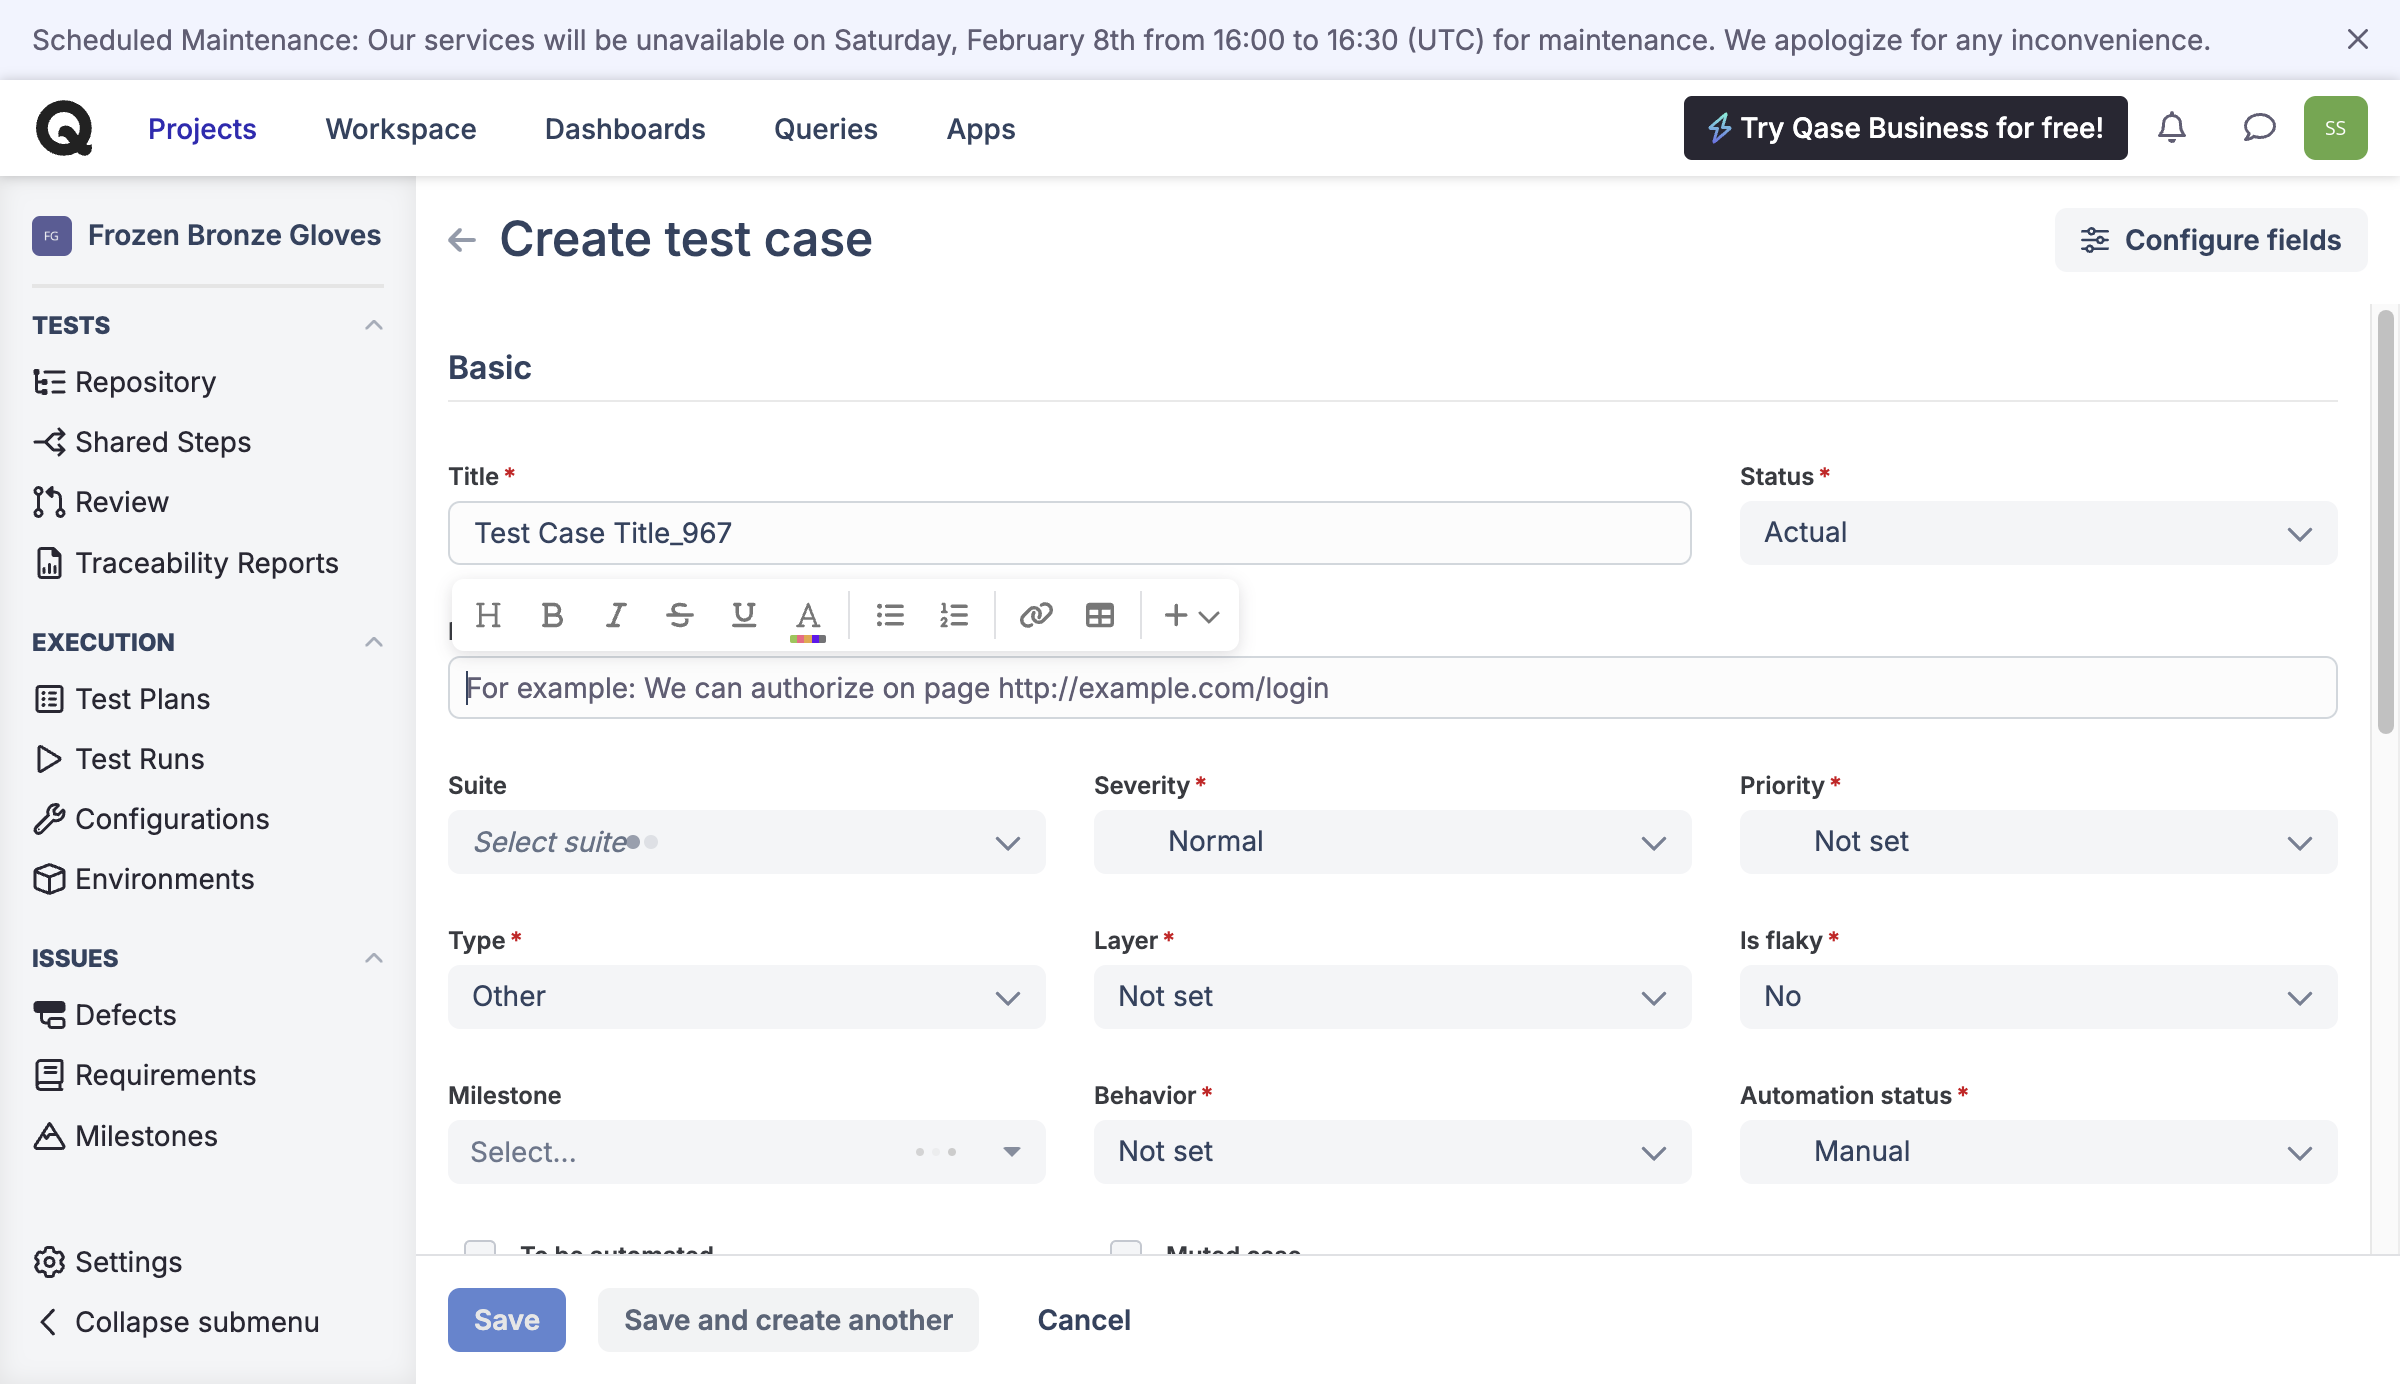 Scheduled Maintenance: Our services will be unavailable on Saturday, February 8th from 16:00 to 16:30 (UTC) for maintenance. We apologize for any inconvenience.
Projects
Workspace
Dashboards
Queries
Apps
Try Qase Business for free!
SS
FG
Frozen Bronze Gloves
TESTS
Repository
Shared Steps
Review
Traceability Reports
EXECUTION
Test Plans
Test Runs
Configurations
Environments
ISSUES
Defects
Requirements
Milestones
Settings
Collapse submenu
Create test case
Configure fields
Basic
Title *
Test Case Title_967
Status *
Actual
For example: We can authorize on page http://example.com/login
Suite
Select suite
Severity *
Normal
Priority *
Not set
Type *
Other
Layer *
Not set
Is flaky *
No
Milestone
Select...
Behavior *
Not set
Automation status *
Manual
To be automated
Muted case
Save
Save and create another
Cancel